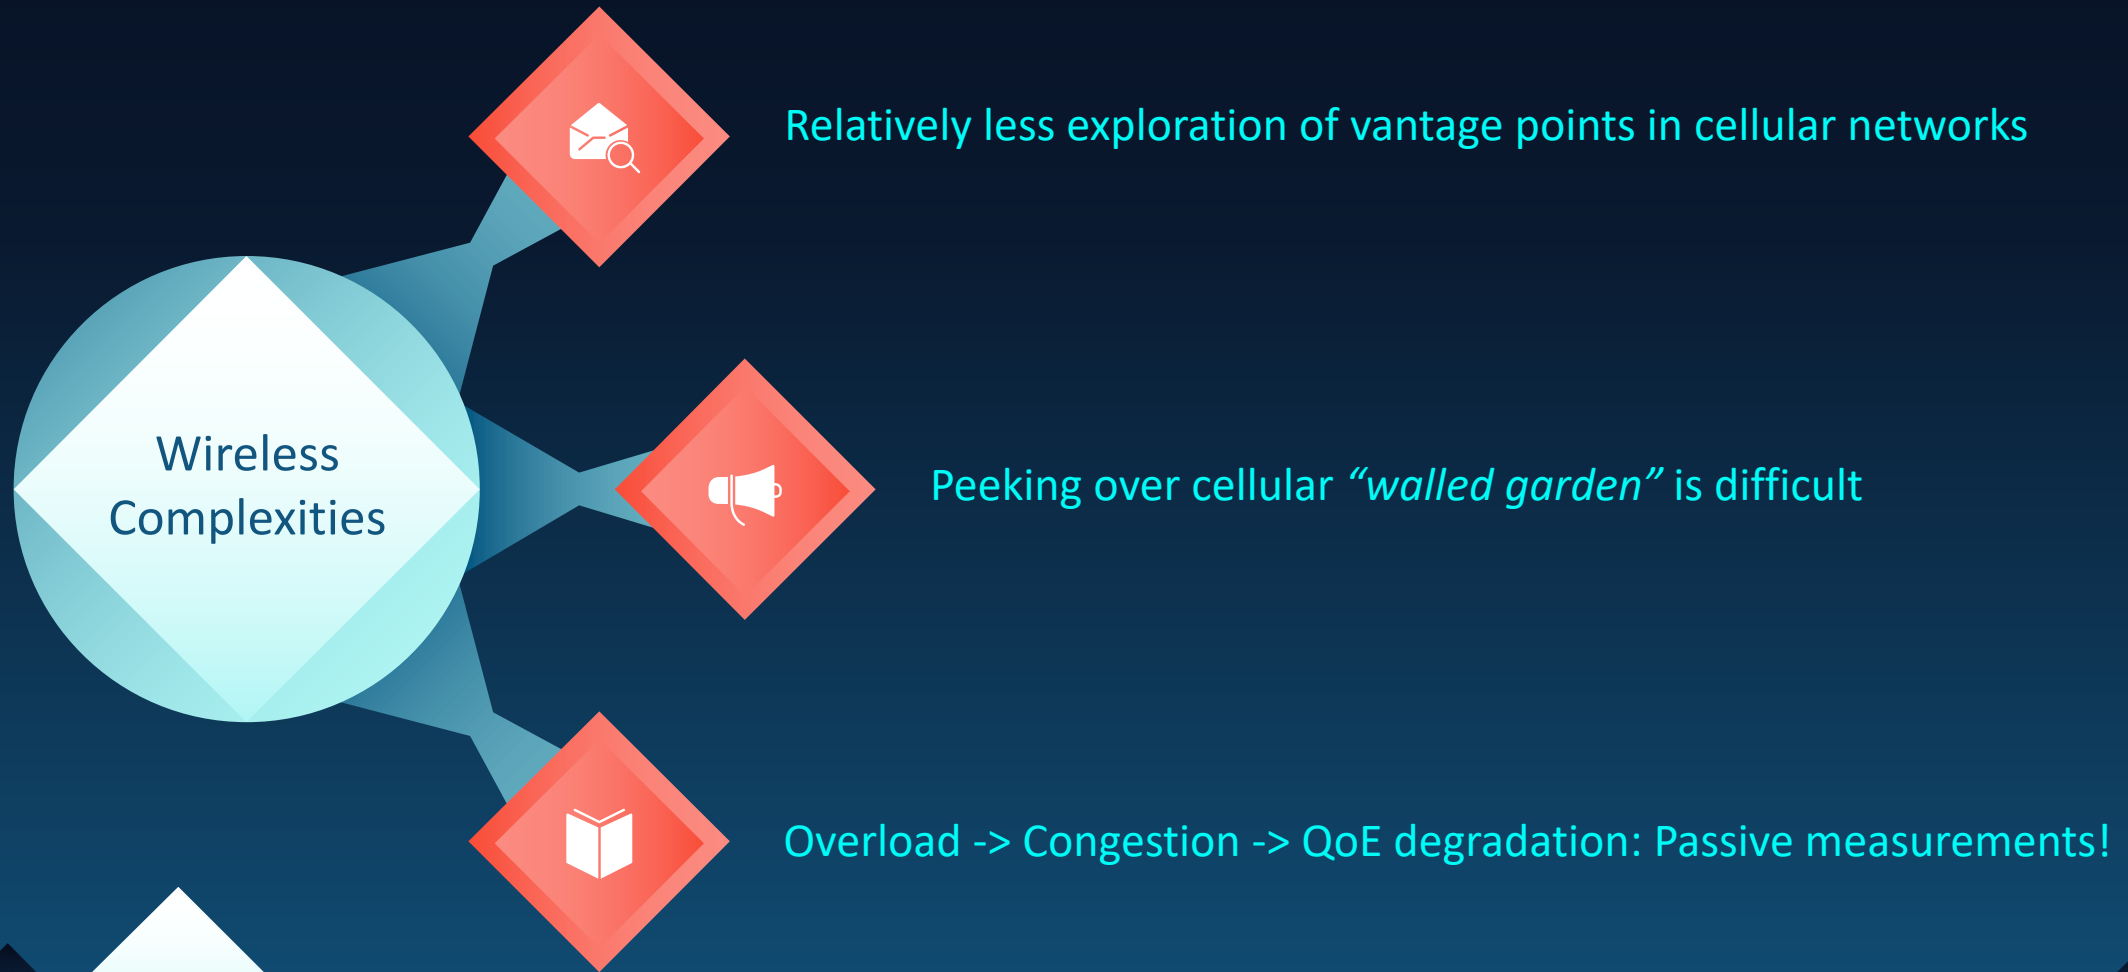 Relatively less exploration of vantage points in cellular networks
Wireless
Complexities
Peeking over cellular “walled garden” is difficult
Overload -> Congestion -> QoE degradation: Passive measurements!